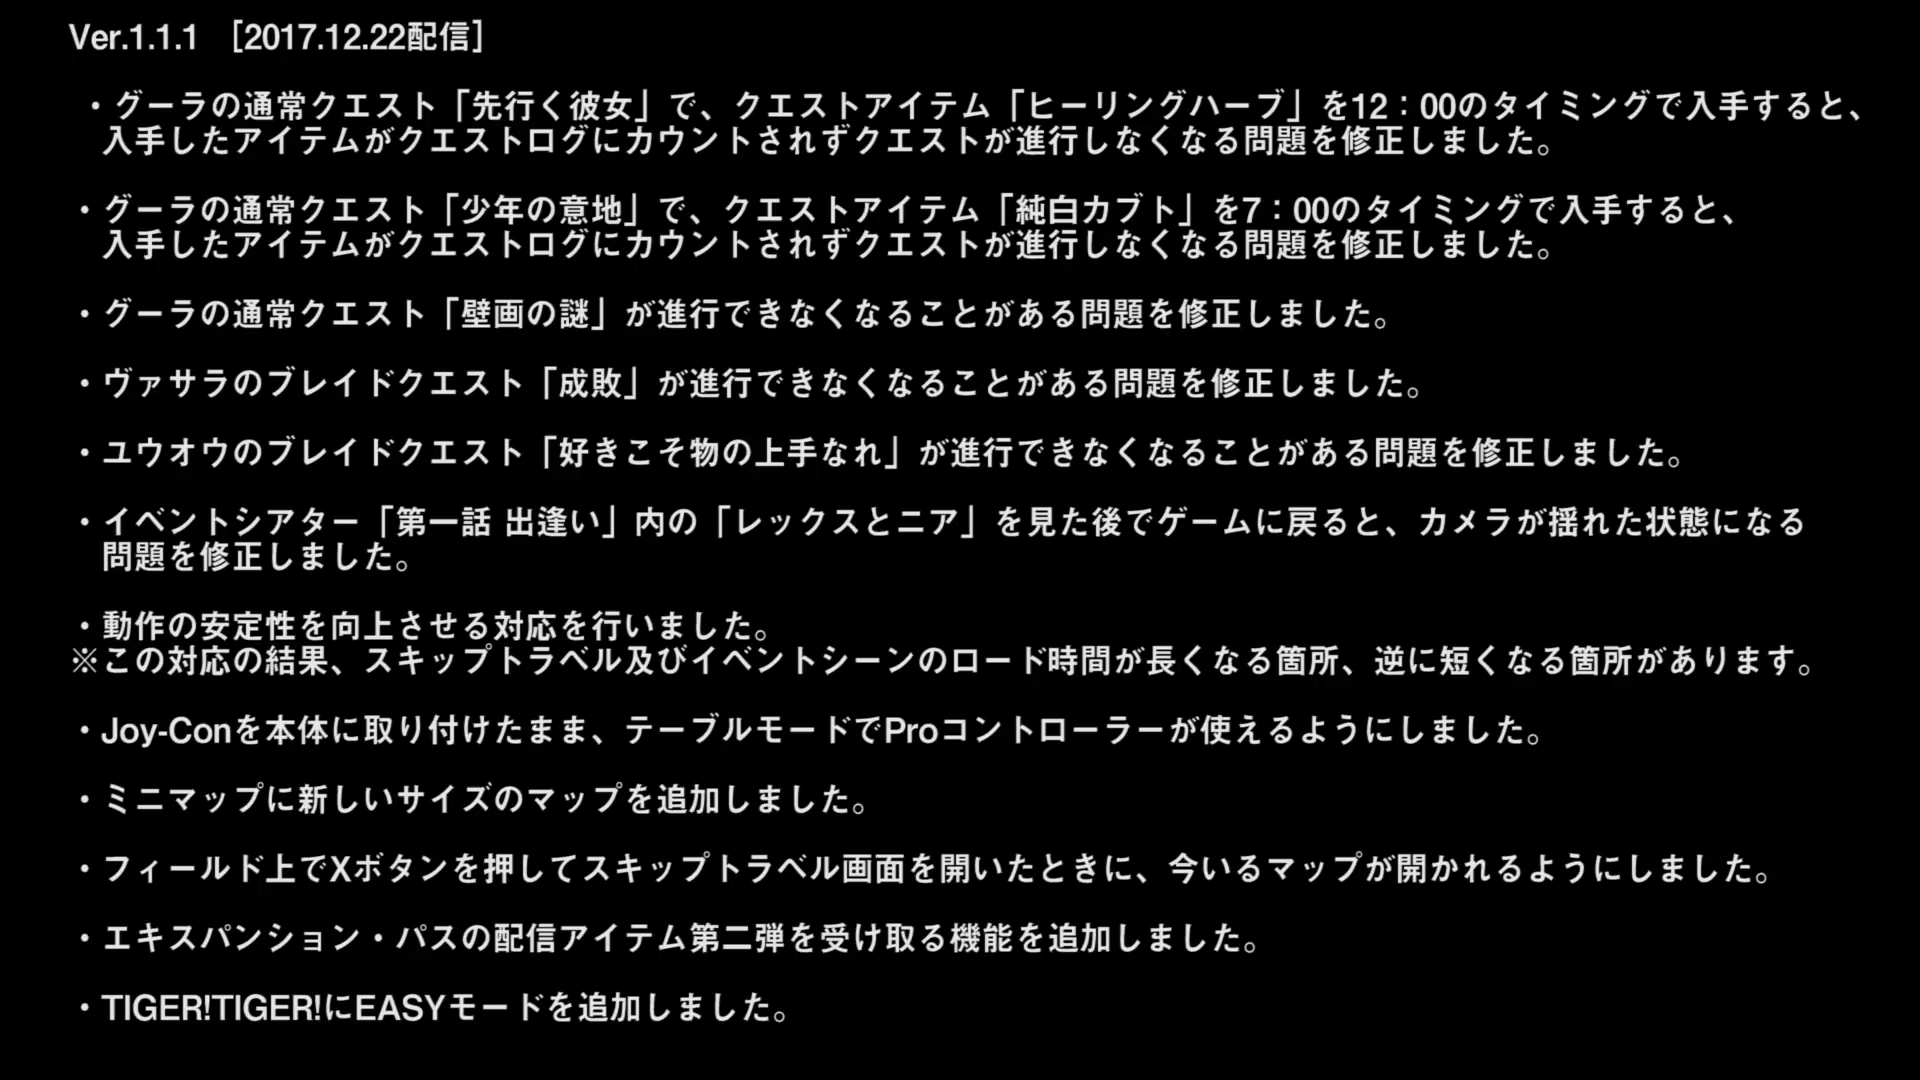 Ver.1.1.1 [2017.12.22配信]
・グーラの通常クエスト「先行く彼女」で、クエストアイテム「ヒーリングハーブ」を12：00のタイミングで入手すると、
入手したアイテムがクエストログにカウントされずクエストが進行しなくなる問題を修正しました。
・グーラの通常クエスト「少年の意地」で、クエストアイテム「純白カブト」を7：00のタイミングで入手すると、
入手したアイテムがクエストログにカウントされずクエストが進行しなくなる問題を修正しました。
・グーラの通常クエスト「壁画の謎」が進行できなくなることがある問題を修正しました。
・ヴァサラのブレイドクエスト「成敗」が進行できなくなることがある問題を修正しました。
・ユウオウのブレイドクエスト「好きこそ物の上手なれ」が進行できなくなることがある問題を修正しました。
・イベントシアター「第一話 出逢い」内の「レックスとニア」を見た後でゲームに戻ると、カメラが揺れた状態になる
問題を修正しました。
・動作の安定性を向上させる対応を行いました。
※この対応の結果、スキップトラベル及びイベントシーンのロード時間が長くなる箇所、逆に短くなる箇所があります。
・Joy-Conを本体に取り付けたまま、テーブルモードでProコントローラーが使えるようにしました。
・ミニマップに新しいサイズのマップを追加しました。
・フィールド上でXボタンを押してスキップトラベル画面を開いたときに、今いるマップが開かれるようにしました。
・エキスパンション・パスの配信アイテム第二弾を受け取る機能を追加しました。
・TIGER!TIGER!にEASYモードを追加しました。